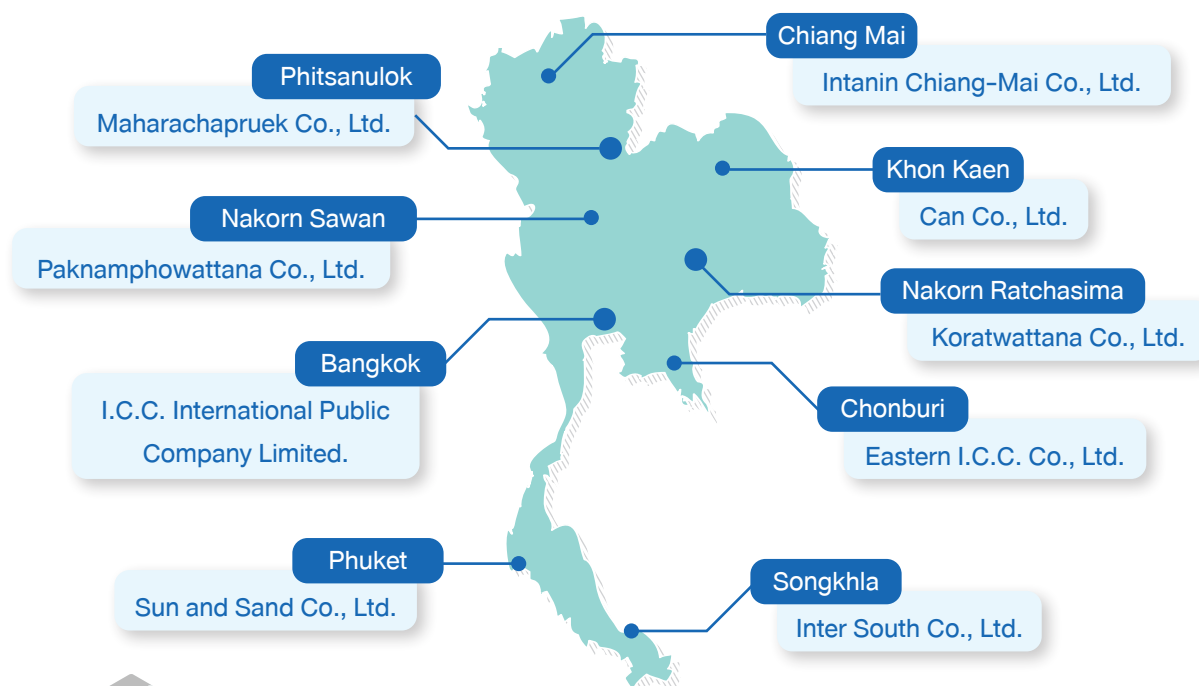 Chiang Mai
Intanin Chiang-Mai Co., Ltd.
Phitsanulok
Maharachapruek Co., Ltd.
Khon Kaen
Can Co., Ltd.
Nakorn Sawan
Paknamphowattana Co., Ltd.
Nakorn Ratchasima
Koratwattana Co., Ltd.
Bangkok
I.C.C. International Public
Company Limited.
Chonburi
Eastern I.C.C. Co., Ltd.
Phuket
Sun and Sand Co., Ltd.
Songkhla
Inter South Co., Ltd.